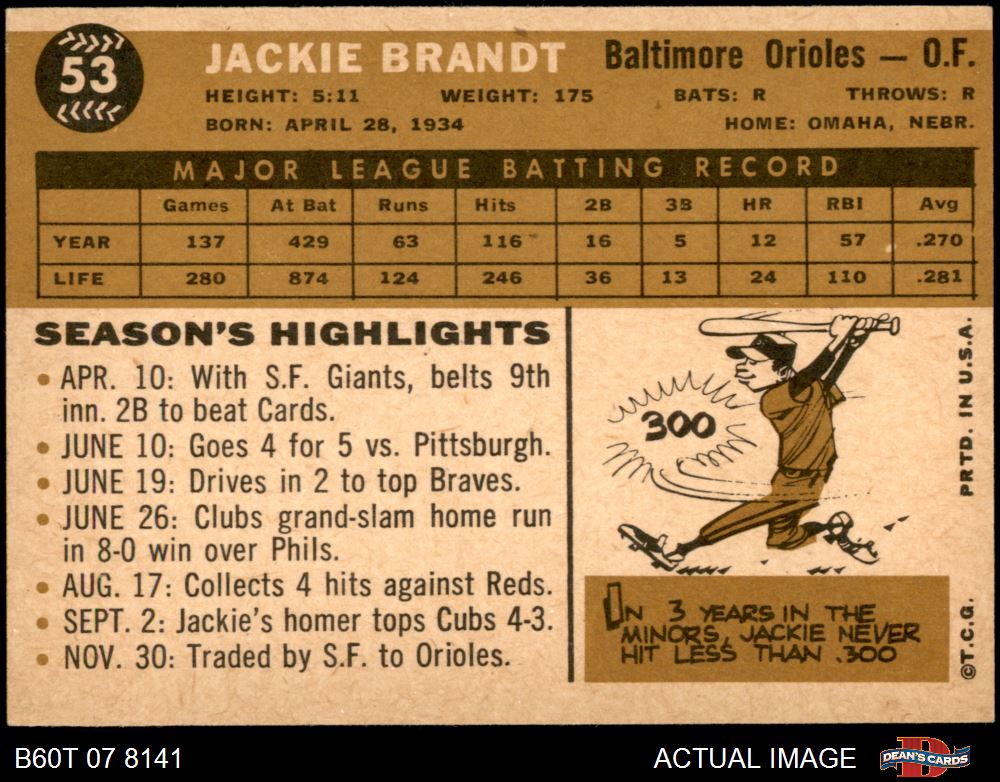 53
JACKIE BRANDT Baltimore Orioles — O.F.
HEIGHT: 5:11 WEIGHT: 175 BATS: R THROWS: R
BORN: APRIL 28, 1934 HOME: OMAHA, NEBR.
MAJOR LEAGUE BATTING RECORD
Games At Bat Runs Hits 2B 3B HR RBI Avg
YEAR 137 429 63 116 16 5 12 57 .270
LIFE 280 874 124 246 36 13 24 110 .281
SEASON'S HIGHLIGHTS
• APR. 10: With S.F. Giants, belts 9th
inn. 2B to beat Cards.
• JUNE 10: Goes 4 for 5 vs. Pittsburgh.
• JUNE 19: Drives in 2 to top Braves.
• JUNE 26: Clubs grand-slam home run
in 8-0 win over Phils.
• AUG. 17: Collects 4 hits against Reds.
• SEPT. 2: Jackie's homer tops Cubs 4-3.
• NOV. 30: Traded by S.F. to Orioles.
300
IN 3 YEARS IN THE
MINORS, JACKIE NEVER
HIT LESS THAN .300
©T.C.G. PRTD. IN U.S.A.
B60T 07 8141 ACTUAL IMAGE DEAN'S CARDS